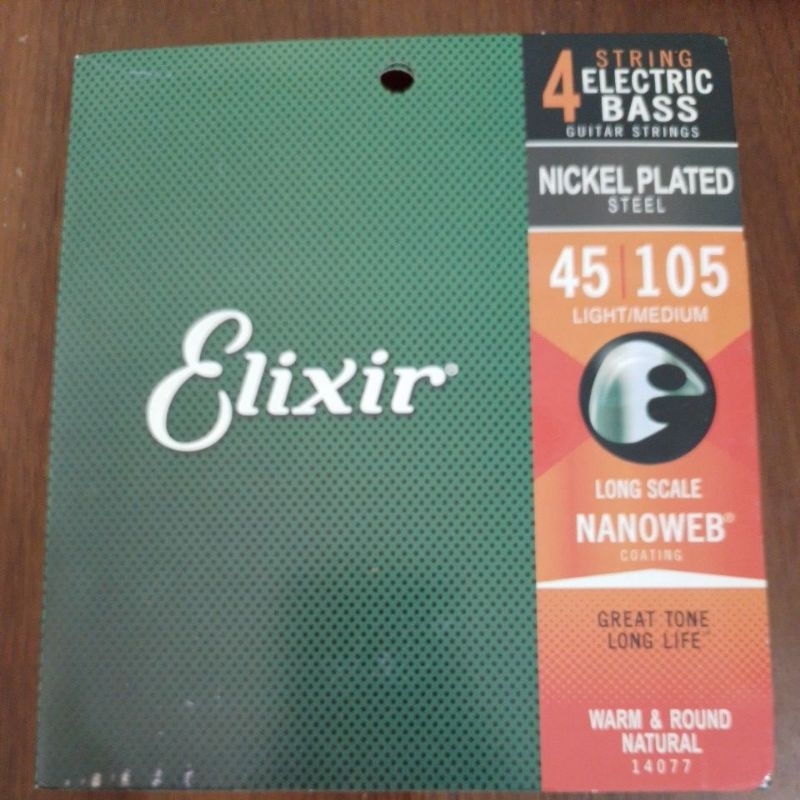 4 STRING
ELECTRIC
BASS
GUITAR STRINGS
NICKEL PLATED
STEEL
45|105
LIGHT/MEDIUM
Elixir®
LONG SCALE
NANOWEB®
COATING
GREAT TONE
LONG LIFE™
WARM & ROUND
NATURAL
14077